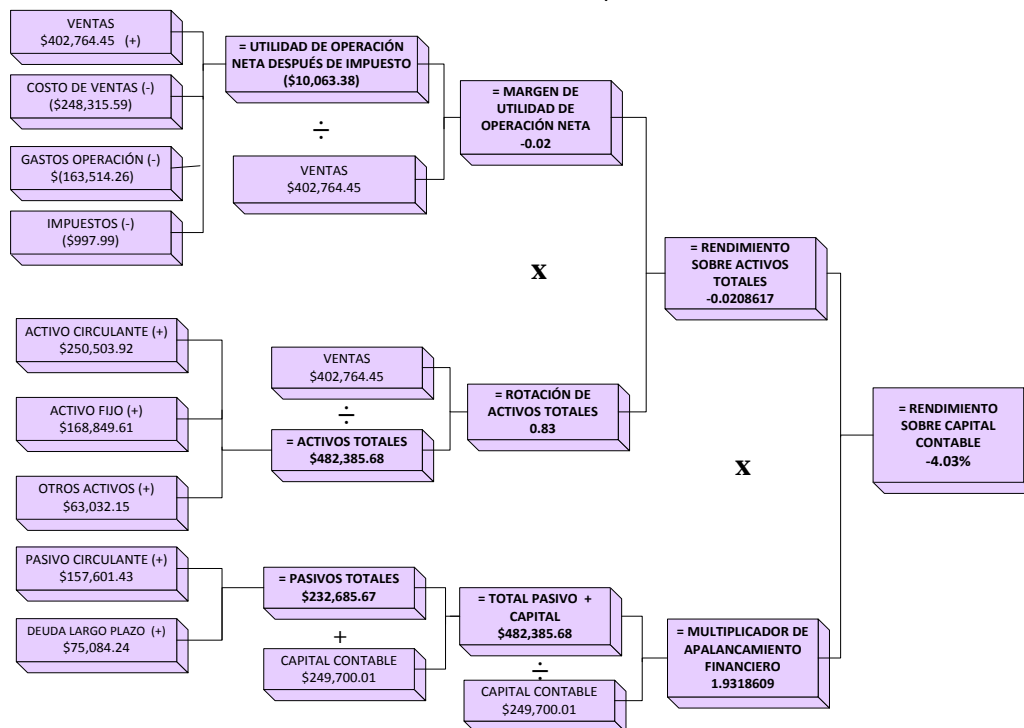 VENTAS
$402,764.45 (+)
COSTO DE VENTAS (-)
($248,315.59)
GASTOS OPERACIÓN (-)
$(163,514.26)
IMPUESTOS (-)
($997.99)
= UTILIDAD DE OPERACIÓN
NETA DESPUÉS DE IMPUESTO
($10,063.38)
÷
VENTAS
$402,764.45
= MARGEN DE
UTILIDAD DE
OPERACIÓN NETA
-0.02
x
= RENDIMIENTO
SOBRE ACTIVOS
TOTALES
-0.0208617
ACTIVO CIRCULANTE (+)
$250,503.92
ACTIVO FIJO (+)
$168,849.61
OTROS ACTIVOS (+)
$63,032.15
VENTAS
$402,764.45
÷
= ACTIVOS TOTALES
$482,385.68
= ROTACIÓN DE
ACTIVOS TOTALES
0.83
x
= RENDIMIENTO
SOBRE CAPITAL
CONTABLE
-4.03%
PASIVO CIRCULANTE (+)
$157,601.43
DEUDA LARGO PLAZO (+)
$75,084.24
= PASIVOS TOTALES
$232,685.67
+
CAPITAL CONTABLE
$249,700.01
= TOTAL PASIVO +
CAPITAL
$482,385.68
÷
CAPITAL CONTABLE
$249,700.01
= MULTIPLICADOR DE
APALANCAMIENTO
FINANCIERO
1.9318609